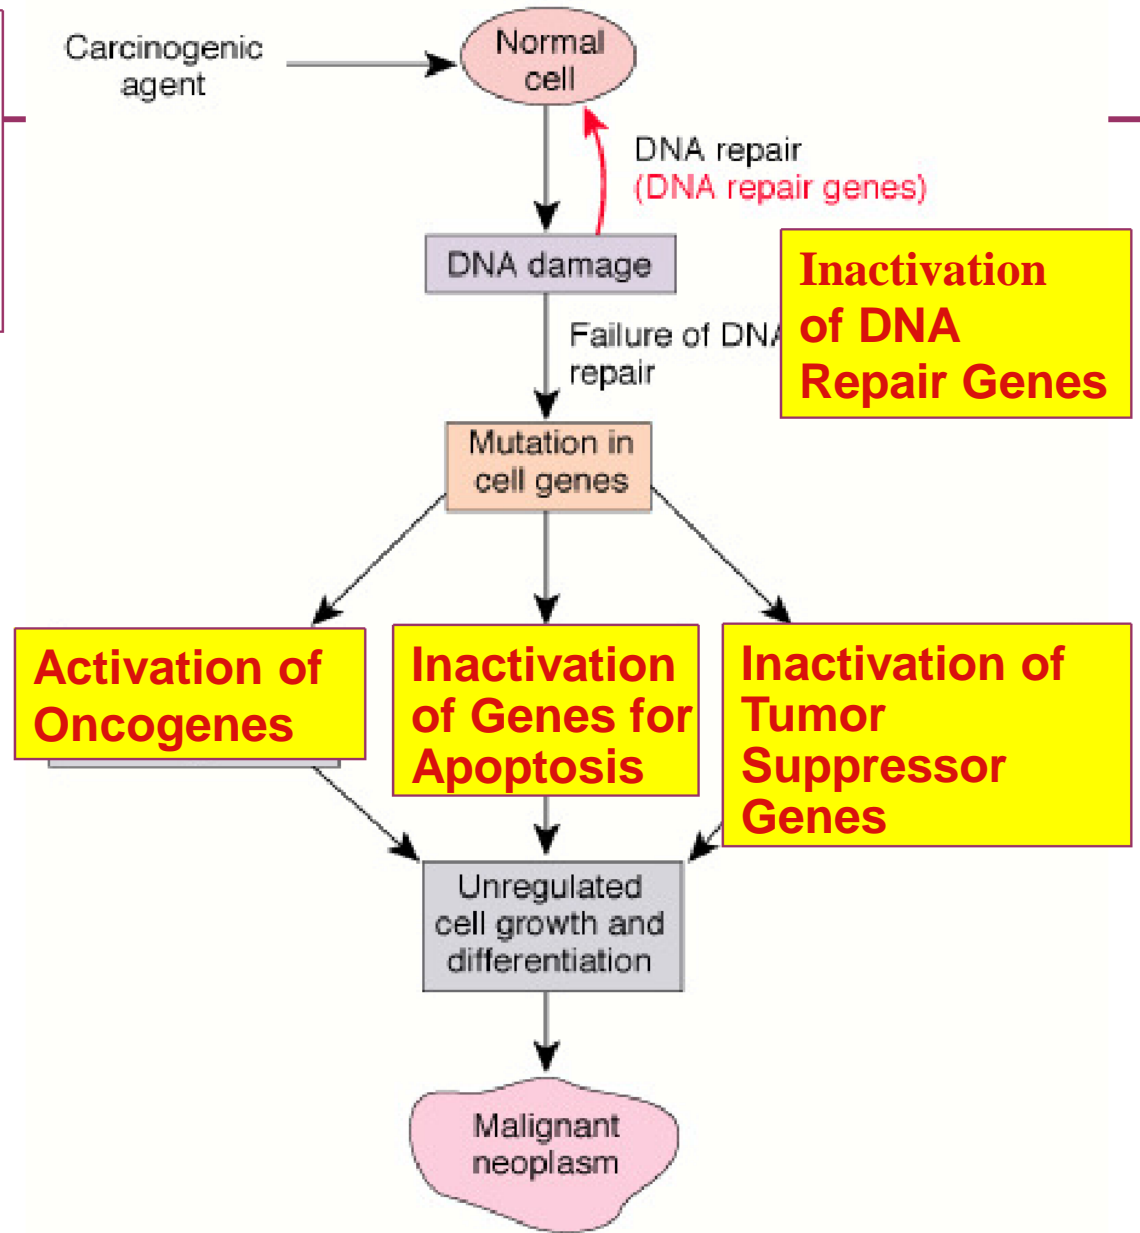 Carcinogenic
agent
Normal
cell
DNA repair
(DNA repair genes)
DNA damage
Inactivation
of DNA
Repair Genes
Failure of DNA
repair
Mutation in
cell genes
Activation of
Oncogenes
Inactivation
of Genes for
Apoptosis
Inactivation of
Tumor
Suppressor
Genes
Unregulated
cell growth and
differentiation
Malignant
neoplasm